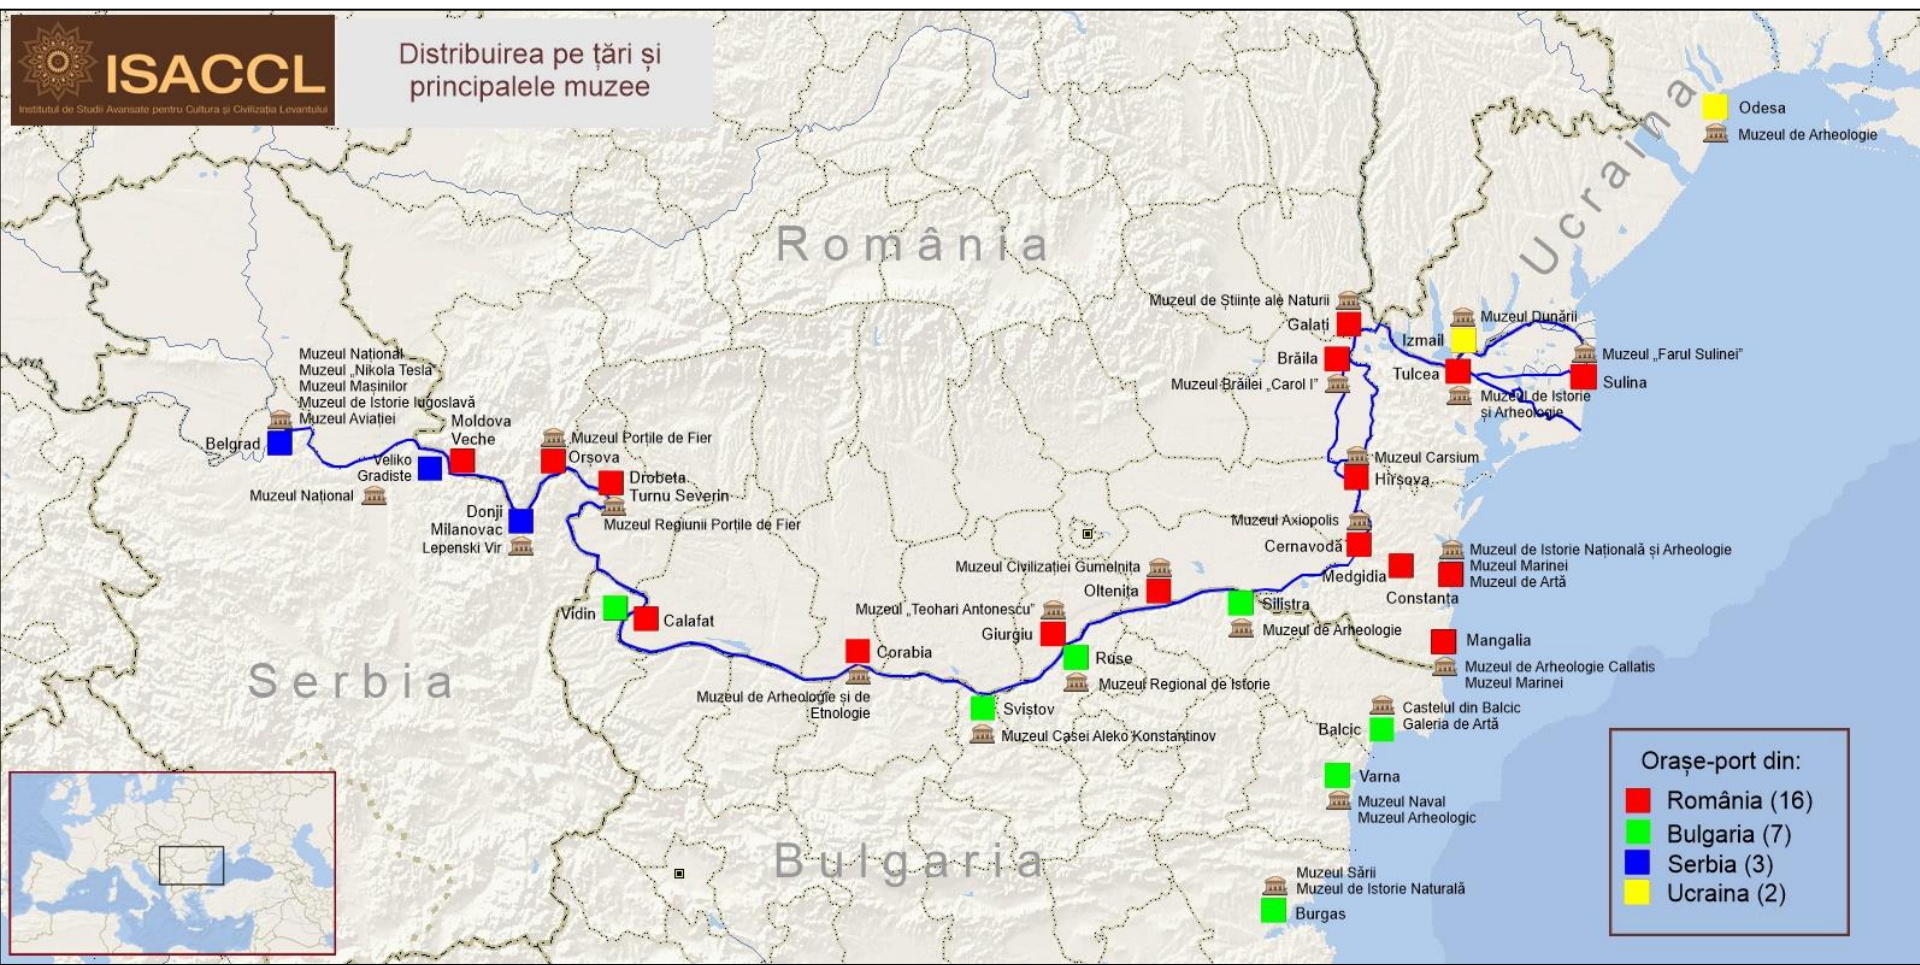 ISACCL
Institutul de Studii Avansate pentru Cultura și Civilizația Levantului
Distribuirea pe țări și
principalele muzee
România
Ucraina
Serbia
Bulgaria
Odesa
Muzeul de Arheologie
Muzeul de Științe ale Naturii
Galați
Brăila
Muzeul Brăilei „Carol I”
Muzeul Dunării
Izmail
Tulcea
Muzeul de Istorie
și Arheologie
Muzeul „Farul Sulinei”
Sulina
Muzeul Național
Muzeul „Nikola Tesla
Muzeul Mașinilor
Muzeul de Istorie Iugoslavă
Muzeul Aviației
Belgrad
Moldova
Veche
Veliko
Gradiste
Muzeul Național
Donji
Milanovac
Lepenski Vir
Muzeul Porțile de Fier
Orșova
Drobeta
Turnu Severin
Muzeul Regiunii Porțile de Fier
Muzeul Carsium
Hîrșova
Muzeul Axiopolis
Cernavodă
Medgidia
Muzeul de Istorie Națională și Arheologie
Muzeul Marinei
Muzeul de Artă
Constanța
Muzeul Civilizației Gumelnița
Oltenița
Muzeul „Teohari Antonescu”
Giurgiu
Silistra
Muzeul de Arheologie
Vidin
Calafat
Corabia
Muzeul de Arheologie și de
Etnologie
Ruse
Muzeul Regional de Istorie
Sviștov
Muzeul Casei Aleko Konstantinov
Mangalia
Muzeul de Arheologie Callatis
Muzeul Marinei
Castelul din Balcic
Galeria de Artă
Balcic
Varna
Muzeul Naval
Muzeul Arheologic
Muzeul Sării
Muzeul de Istorie Naturală
Burgas
Orașe-port din:
România (16)
Bulgaria (7)
Serbia (3)
Ucraina (2)